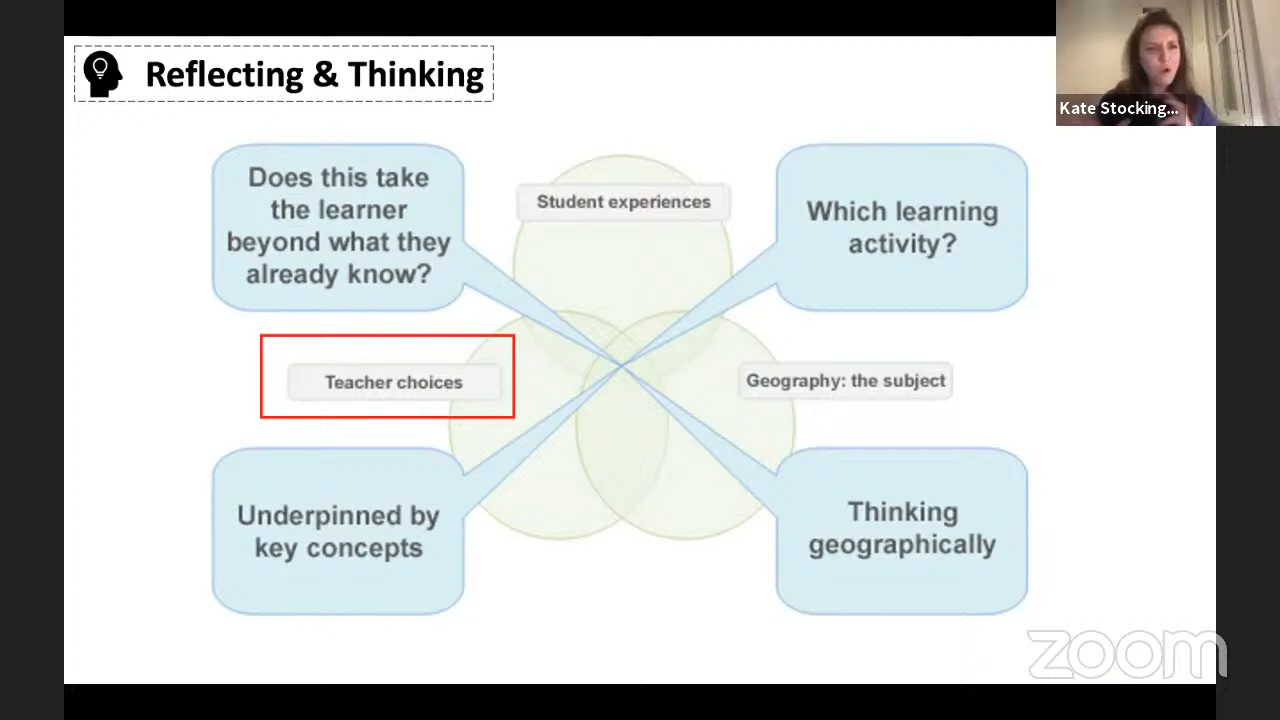 Reflecting & Thinking
Kate Stocking...
Does this take
the learner
beyond what they
already know?
Student experiences
Which learning
activity?
Teacher choices
Geography: the subject
Underpinned by
key concepts
Thinking
geographically
zoom